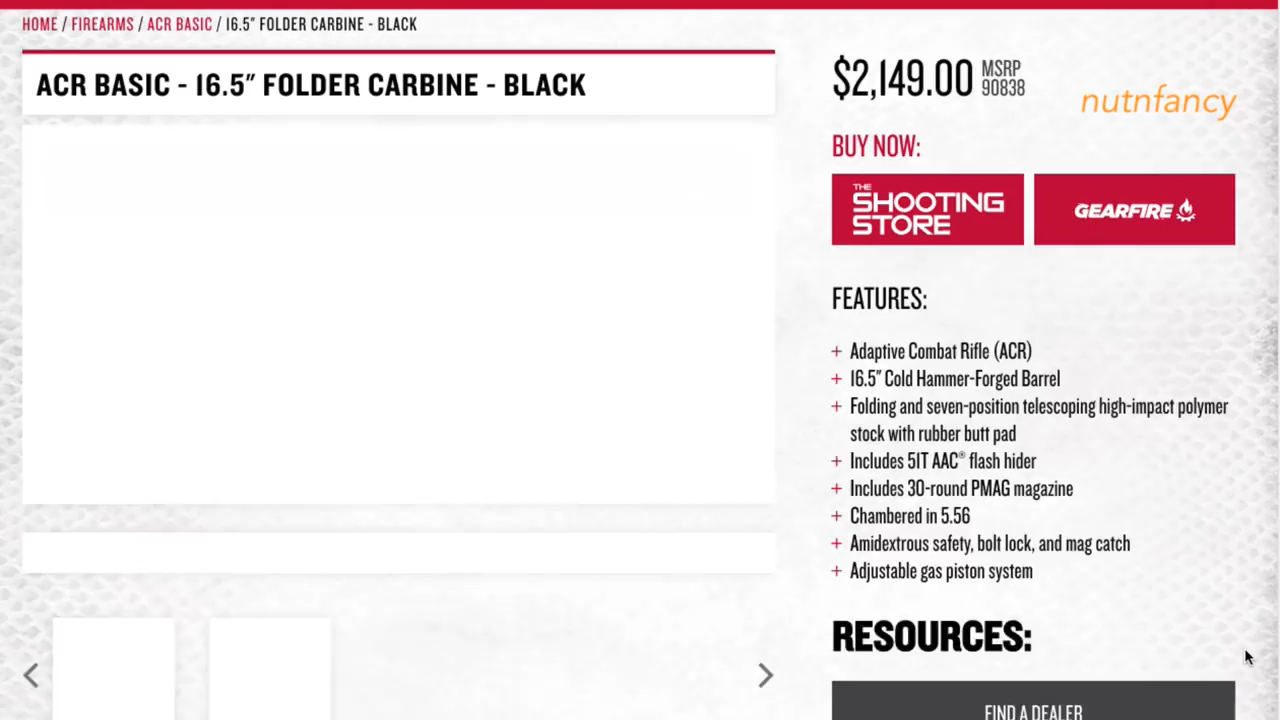 HOME / FIREARMS / ACR BASIC / 16.5" FOLDER CARBINE - BLACK
ACR BASIC - 16.5" FOLDER CARBINE - BLACK
$2,149.00 MSRP
90838
nutnfancy
BUY NOW:
THE
SHOOTING
STORE
GEARFIRE
FEATURES:
+ Adaptive Combat Rifle (ACR)
+ 16.5" Cold Hammer-Forged Barrel
+ Folding and seven-position telescoping high-impact polymer
stock with rubber butt pad
+ Includes 51T AAC® flash hider
+ Includes 30-round PMAG magazine
+ Chambered in 5.56
+ Amidextrous safety, bolt lock, and mag catch
+ Adjustable gas piston system
RESOURCES:
FIND A DEALER